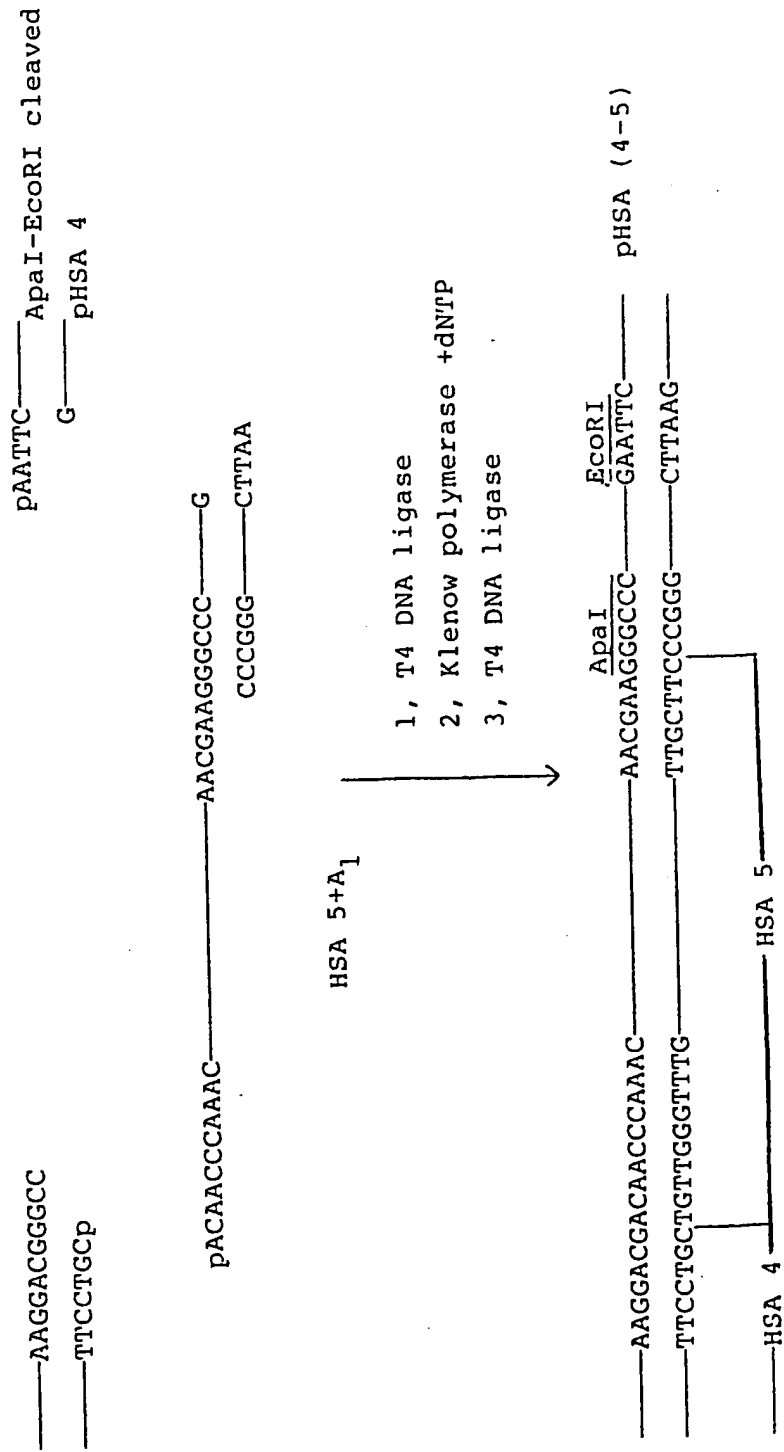 AAGGACGGGCC pAATTC
TTCCTGCp ApaI-EcoRI cleaved
G pHSA 4
pACAACCCAAAC AACGAAGGGCCC G
CCCGGG CTTAA
HSA 5+A1
1, T4 DNA ligase
2, Klenow polymerase +dNTP
3, T4 DNA ligase
ApaI EcoRI
AAGGACGACAACCCAAAC AACGAAGGGCCC GAATTC
pHSA (4-5)
TTCCTGCTGTTGGGTTTG TTGCTTCCCGGG CTTAAG
HSA 4 HSA 5